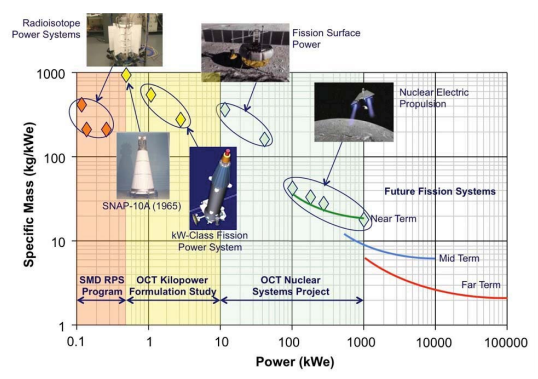 Radioisotope
Power Systems
Fission Surface
Power
Nuclear Electric
Propulsion
1000
100
10
1
Specific Mass (kg/kWe)
SNAP-10A (1965)
kW-Class Fission
Power System
Future Fission Systems
Near Term
Mid Term
Far Term
SMD RPS
Program
OCT Kilopower
Formulation Study
OCT Nuclear
Systems Project
0.1
1
10
100
1000
10000
100000
Power (kWe)